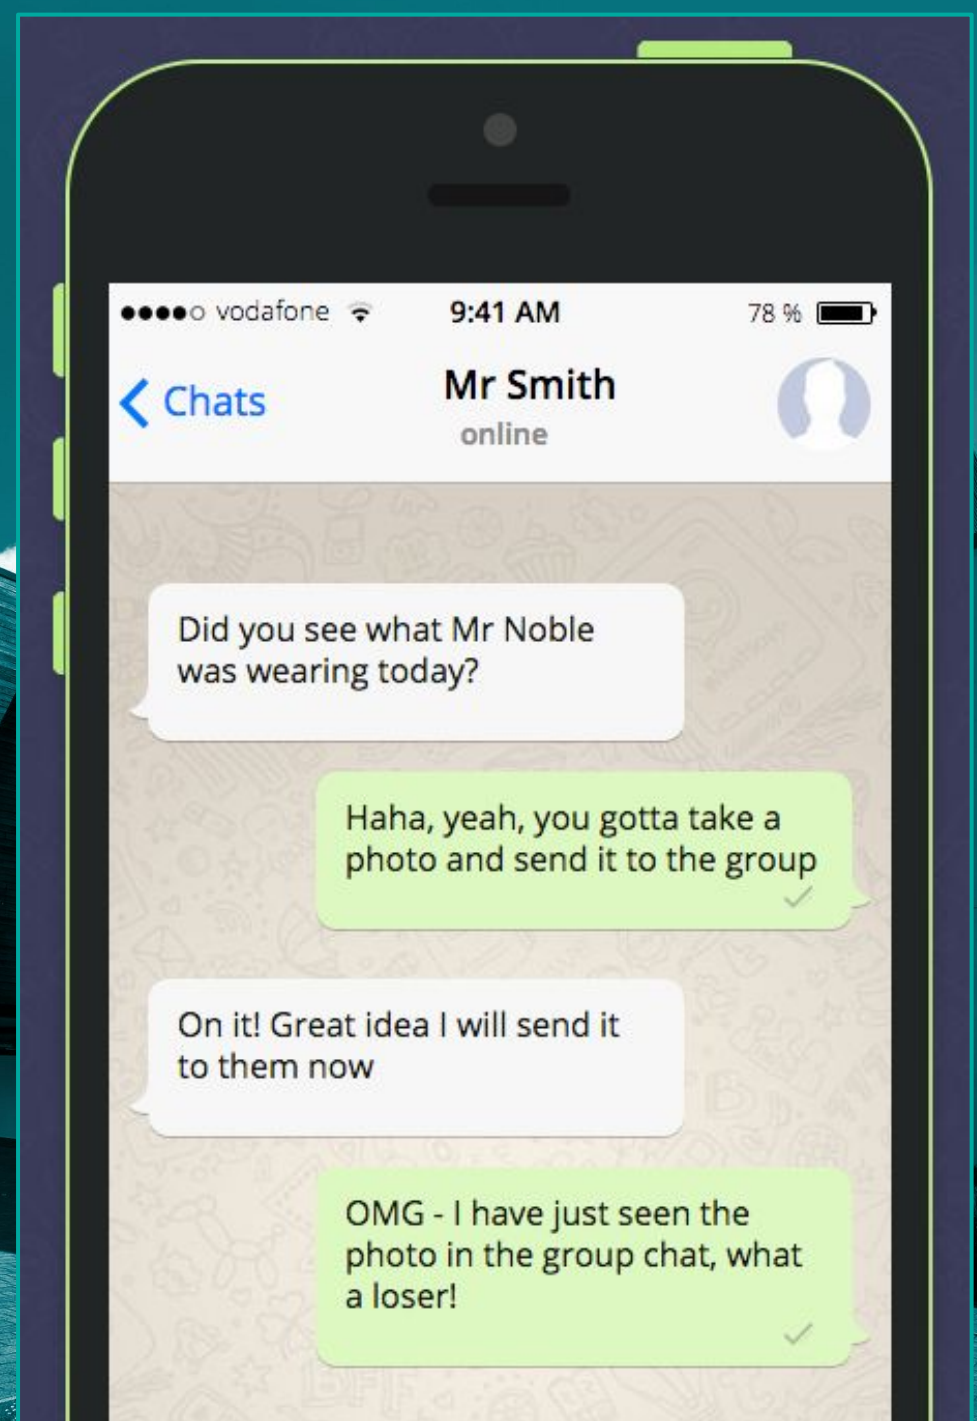 vodafone 9:41 AM 78 %
Chats Mr Smith
online
Did you see what Mr Noble
was wearing today?
Haha, yeah, you gotta take a
photo and send it to the group
On it! Great idea I will send it
to them now
OMG - I have just seen the
photo in the group chat, what
a loser!